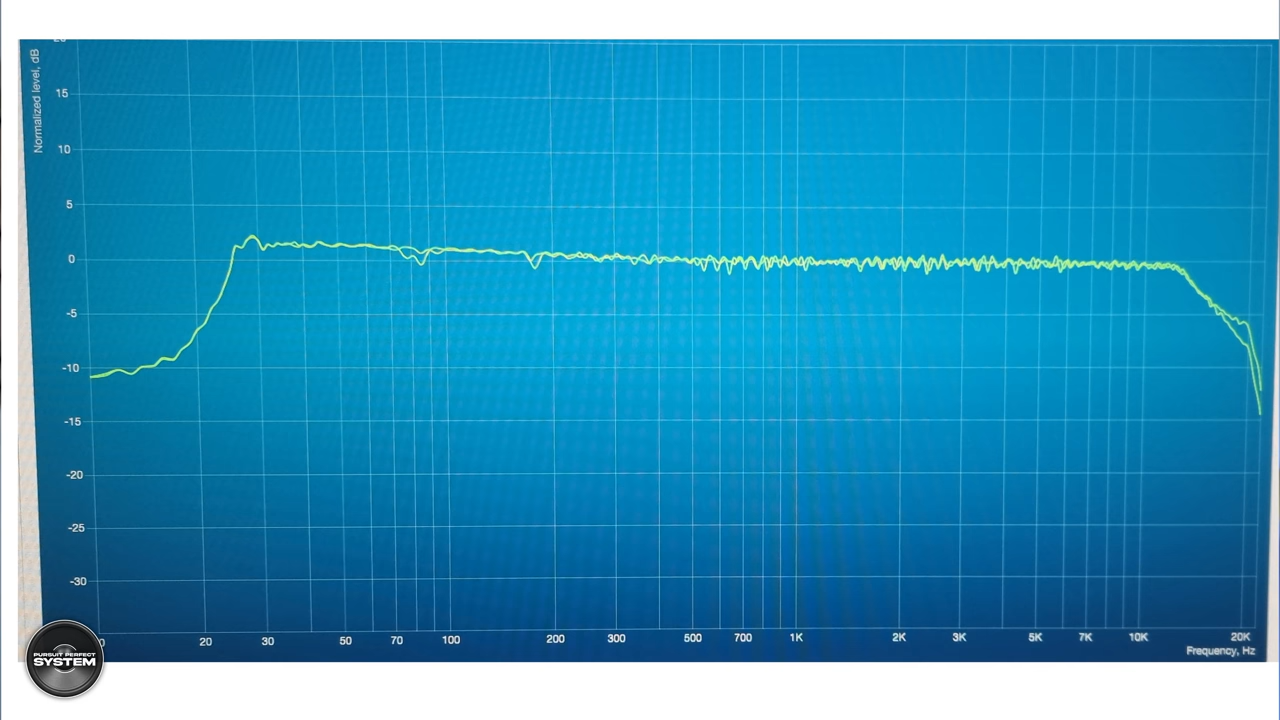 Normalized level, dB
15
10
5
0
-5
-10
-15
-20
-25
-30
20 30 50 70 100 200 300 500 700 1K 2K 3K 5K 7K 10K 20K
Frequency, Hz
PURSUIT PERFECT
SYSTEM